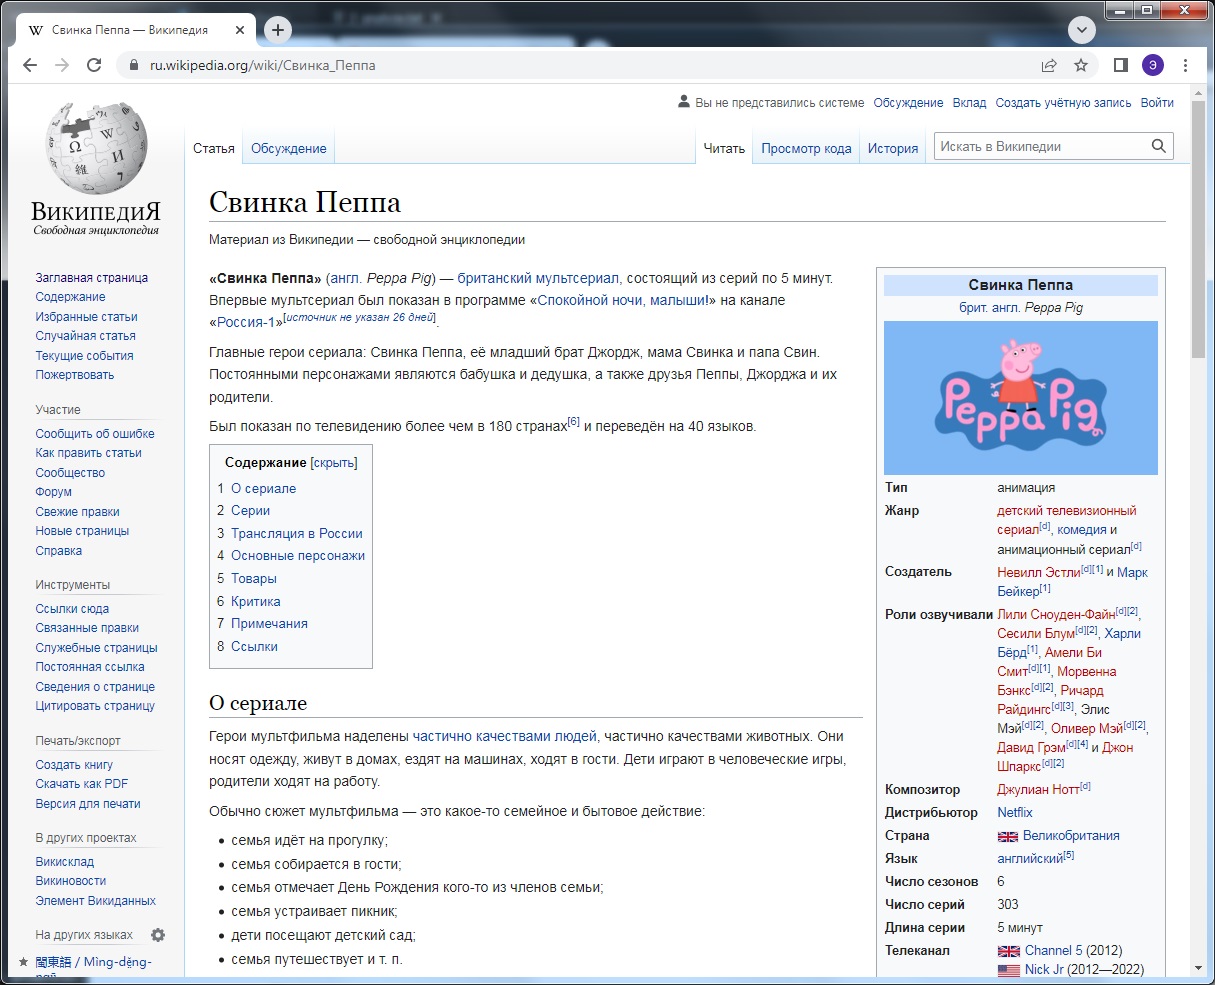 Свинка Пеппа — Википедия
ru.wikipedia.org/wiki/Свинка_Пеппа
Э
Вы не представились системе Обсуждение Вклад Создать учётную запись Войти
Статья Обсуждение Читать Просмотр кода История Искать в Википедии
ВикипедиЯ
Свободная энциклопедия
Заглавная страница
Содержание
Избранные статьи
Случайная статья
Текущие события
Пожертвовать
Участие
Сообщить об ошибке
Как править статьи
Сообщество
Форум
Свежие правки
Новые страницы
Справка
Инструменты
Ссылки сюда
Связанные правки
Служебные страницы
Постоянная ссылка
Сведения о странице
Цитировать страницу
Печать/экспорт
Создать книгу
Скачать как PDF
Версия для печати
В других проектах
Викисклад
Викиновости
Элемент Викиданных
На других языках
閩東語 / Mìng-dĕ̤ng-
Свинка Пеппа
Материал из Википедии — свободной энциклопедии
«Свинка Пеппа» (англ. Peppa Pig) — британский мультсериал, состоящий из серий по 5 минут.
Впервые мультсериал был показан в программе «Спокойной ночи, малыши!» на канале
«Россия-1»[источник не указан 26 дней].
Главные герои сериала: Свинка Пеппа, её младший брат Джордж, мама Свинка и папа Свин.
Постоянными персонажами являются бабушка и дедушка, а также друзья Пеппы, Джорджа и их
родители.
Был показан по телевидению более чем в 180 странах[6] и переведён на 40 языков.
Содержание [скрыть]
1 О сериале
2 Серии
3 Трансляция в России
4 Основные персонажи
5 Товары
6 Критика
7 Примечания
8 Ссылки
О сериале
Герои мультфильма наделены частично качествами людей, частично качествами животных. Они
носят одежду, живут в домах, ездят на машинах, ходят в гости. Дети играют в человеческие игры,
родители ходят на работу.
Обычно сюжет мультфильма — это какое-то семейное и бытовое действие:
• семья идёт на прогулку;
• семья собирается в гости;
• семья отмечает День Рождения кого-то из членов семьи;
• семья устраивает пикник;
• дети посещают детский сад;
• семья путешествует и т. п.
Свинка Пеппа
брит. англ. Peppa Pig
Peppa Pig
Тип анимация
Жанр детский телевизионный
сериал[d], комедия и
анимационный сериал[d]
Создатель Невилл Эстли[d][1] и Марк
Бейкер[1]
Роли озвучивали Лили Сноуден-Файн[d][2],
Сесили Блум[d][2], Харли
Бёрд[1], Амели Би
Смит[d][1], Морвенна
Бэнкс[d][2], Ричард
Райдингс[d][3], Элис
Мэй[d][2], Оливер Мэй[d][2],
Давид Грэм[d][4] и Джон
Шпаркс[d][2]
Композитор Джулиан Нотт[d]
Дистрибьютор Netflix
Страна Великобритания
Язык английский[5]
Число сезонов 6
Число серий 303
Длина серии 5 минут
Телеканал Channel 5 (2012)
Nick Jr (2012—2022)